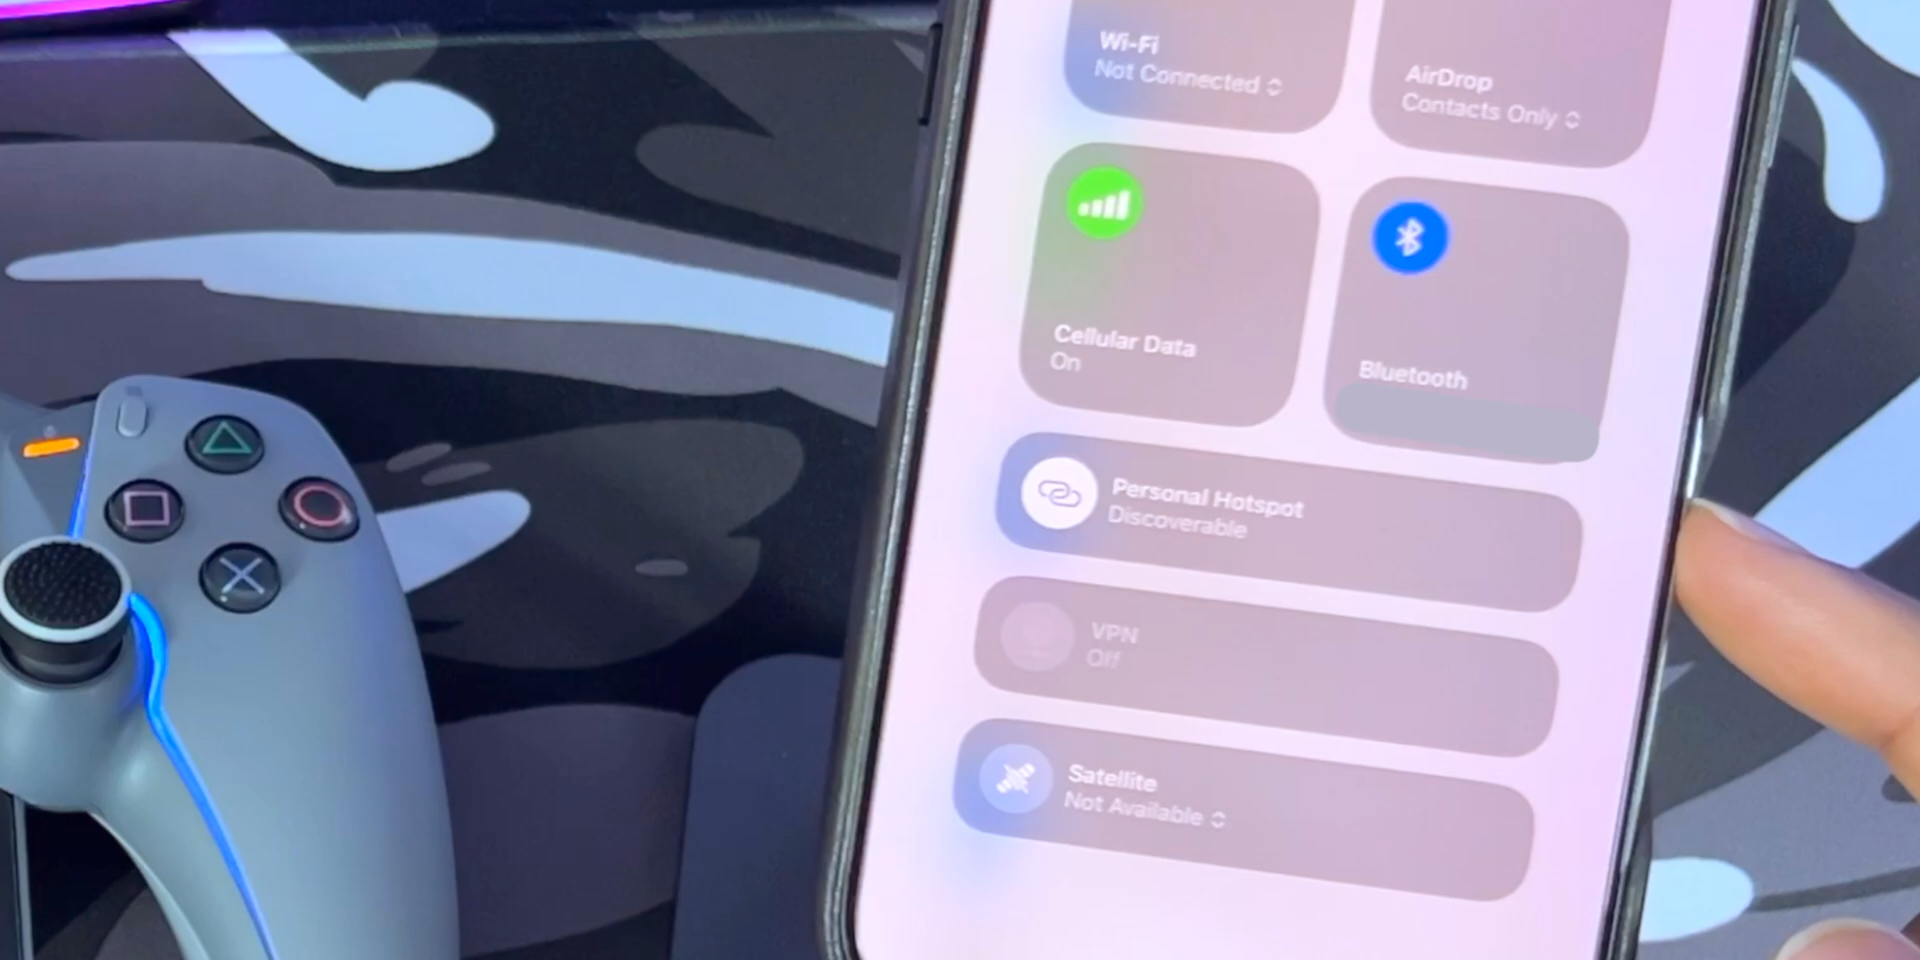 Wi-Fi
Not Connected
AirDrop
Contacts Only
Cellular Data
On
Bluetooth
Personal Hotspot
Discoverable
VPN
Off
Satellite
Not Available